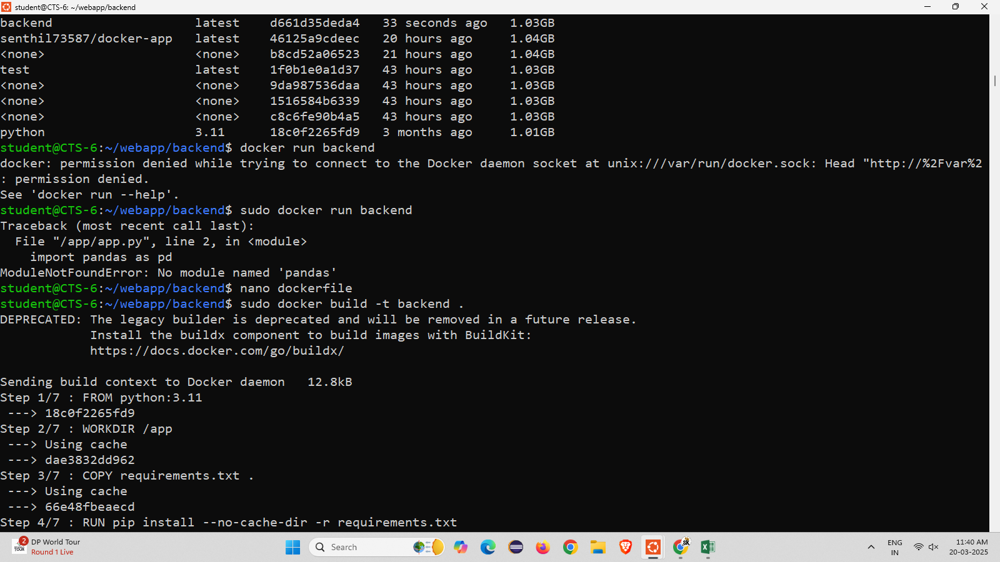 student@CTS-6: ~/webapp/backend
backend latest d661d35deda4 33 seconds ago 1.03GB
senthil73587/docker-app latest 46125a9cdeec 20 hours ago 1.04GB
<none> <none> b8cd52a06523 21 hours ago 1.04GB
test latest 1f0b1e0a1d37 43 hours ago 1.03GB
<none> <none> 9da987536daa 43 hours ago 1.03GB
<none> <none> 1516584b6339 43 hours ago 1.03GB
<none> <none> c8c6fe90b4a5 43 hours ago 1.03GB
python 3.11 18c0f2265fd9 3 months ago 1.01GB
student@CTS-6:~/webapp/backend$ docker run backend
docker: permission denied while trying to connect to the Docker daemon socket at unix:///var/run/docker.sock: Head "http://%2Fvar%2
: permission denied.
See 'docker run --help'.
student@CTS-6:~/webapp/backend$ sudo docker run backend
Traceback (most recent call last):
File "/app/app.py", line 2, in <module>
import pandas as pd
ModuleNotFoundError: No module named 'pandas'
student@CTS-6:~/webapp/backend$ nano dockerfile
student@CTS-6:~/webapp/backend$ sudo docker build -t backend .
DEPRECATED: The legacy builder is deprecated and will be removed in a future release.
Install the buildx component to build images with BuildKit:
https://docs.docker.com/go/buildx/
Sending build context to Docker daemon 12.8kB
Step 1/7 : FROM python:3.11
---> 18c0f2265fd9
Step 2/7 : WORKDIR /app
---> Using cache
---> dae3832dd962
Step 3/7 : COPY requirements.txt .
---> Using cache
---> 66e48fbeaecd
Step 4/7 : RUN pip install --no-cache-dir -r requirements.txt
2
DP World Tour
Round 1 Live
Search
SK
ENG
IN
11:40 AM
20-03-2025